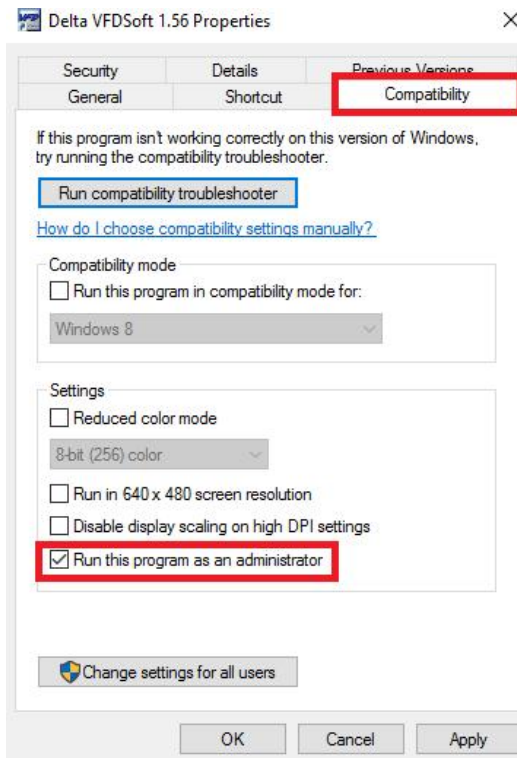 Delta VFDSoft 1.56 Properties
Security Details Previous Versions
General Shortcut Compatibility
If this program isn't working correctly on this version of Windows,
try running the compatibility troubleshooter.
Run compatibility troubleshooter
How do I choose compatibility settings manually?
Compatibility mode
Run this program in compatibility mode for:
Windows 8
Settings
Reduced color mode
8-bit (256) color
Run in 640 x 480 screen resolution
Disable display scaling on high DPI settings
Run this program as an administrator
Change settings for all users
OK Cancel Apply